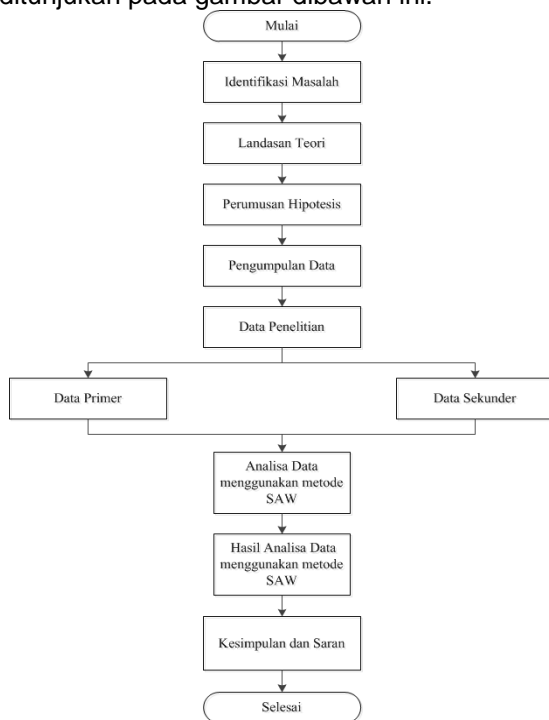 ditunjukan pada gambar dibawah ini.
Mulai
Identifikasi Masalah
Landasan Teori
Perumusan Hipotesis
Pengumpulan Data
Data Penelitian
Data Primer
Data Sekunder
Analisa Data
menggunakan metode
SAW
Hasil Analisa Data
menggunakan metode
SAW
Kesimpulan dan Saran
Selesai